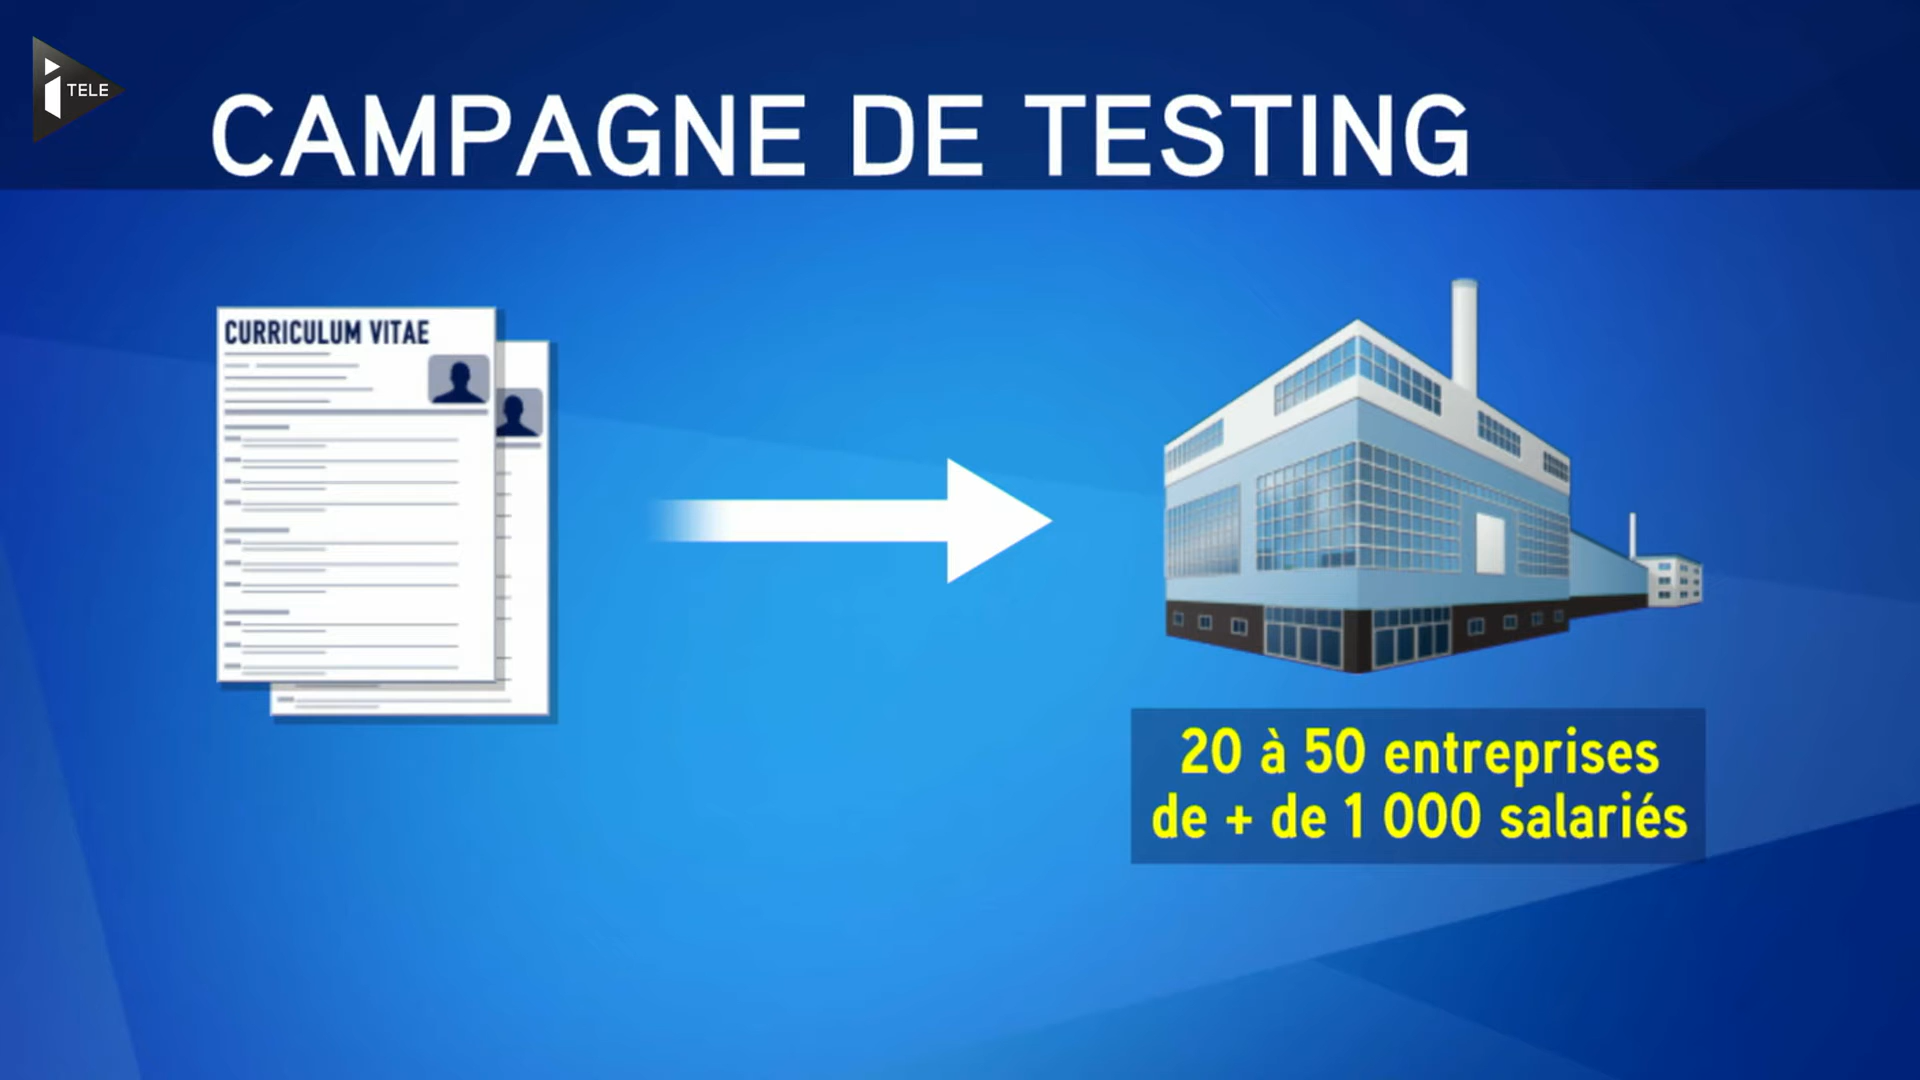 i TELE
CAMPAGNE DE TESTING
CURRICULUM VITAE
20 à 50 entreprises
de + de 1 000 salariés